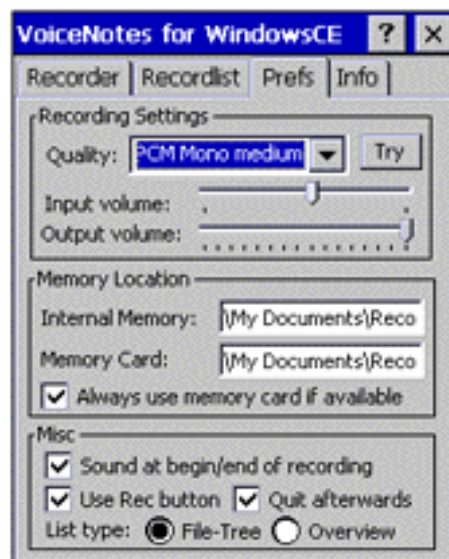 VoiceNotes for WindowsCE ? ×
Recorder Recordlist Prefs Info
Recording Settings
Quality: PCM Mono medium Try
Input volume:
Output volume:
Memory Location
Internal Memory: \My Documents\Reco
Memory Card: \My Documents\Reco
Always use memory card if available
Misc
Sound at begin/end of recording
Use Rec button Quit afterwards
List type: File-Tree Overview